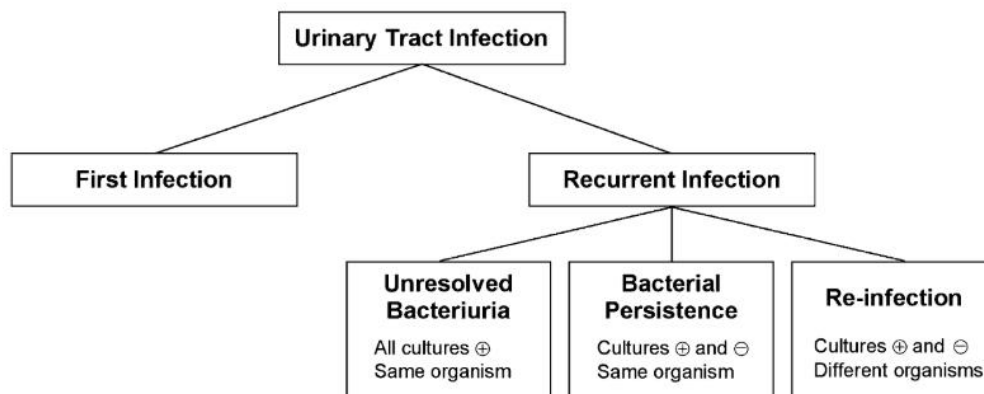 Urinary Tract Infection
First Infection
Recurrent Infection
Unresolved
Bacteriuria
All cultures ⊕
Same organism
Bacterial
Persistence
Cultures ⊕ and ⊖
Same organism
Re-infection
Cultures ⊕ and ⊖
Different organisms